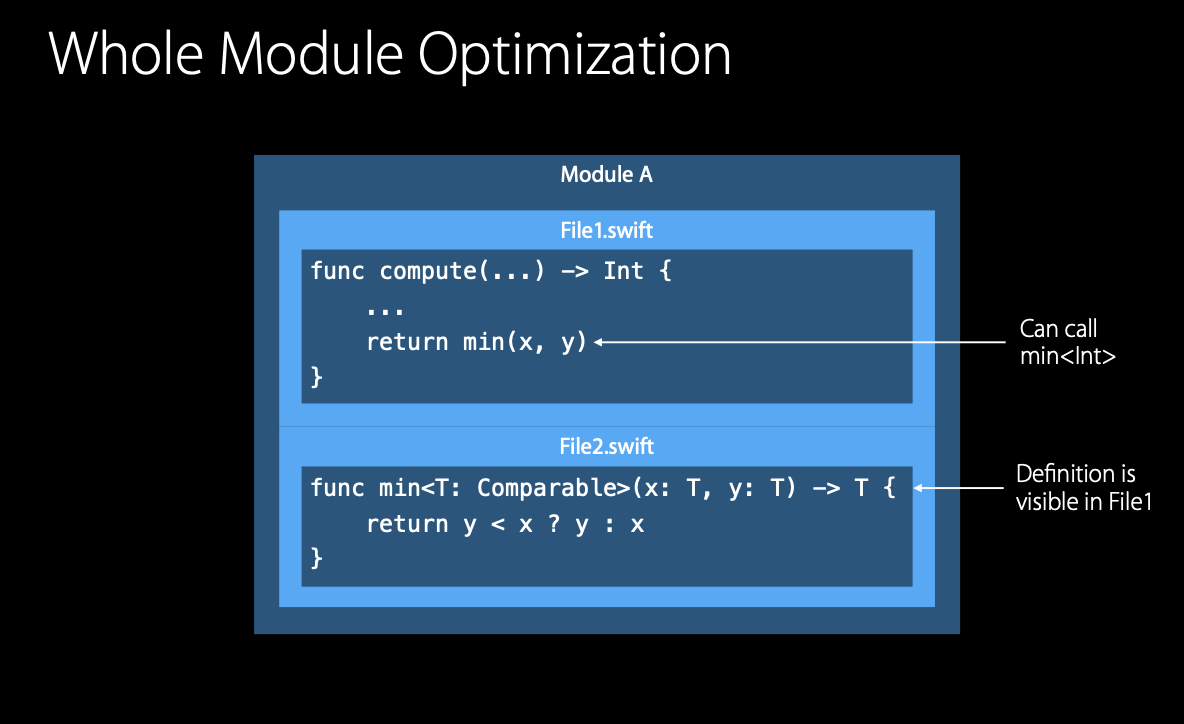 Whole Module Optimization
Module A
File1.swift
func compute(...) -> Int {
    ...
    return min(x, y)
}
Can call
min<Int>
File2.swift
func min<T: Comparable>(x: T, y: T) -> T {
    return y < x ? y : x
}
Definition is
visible in File1